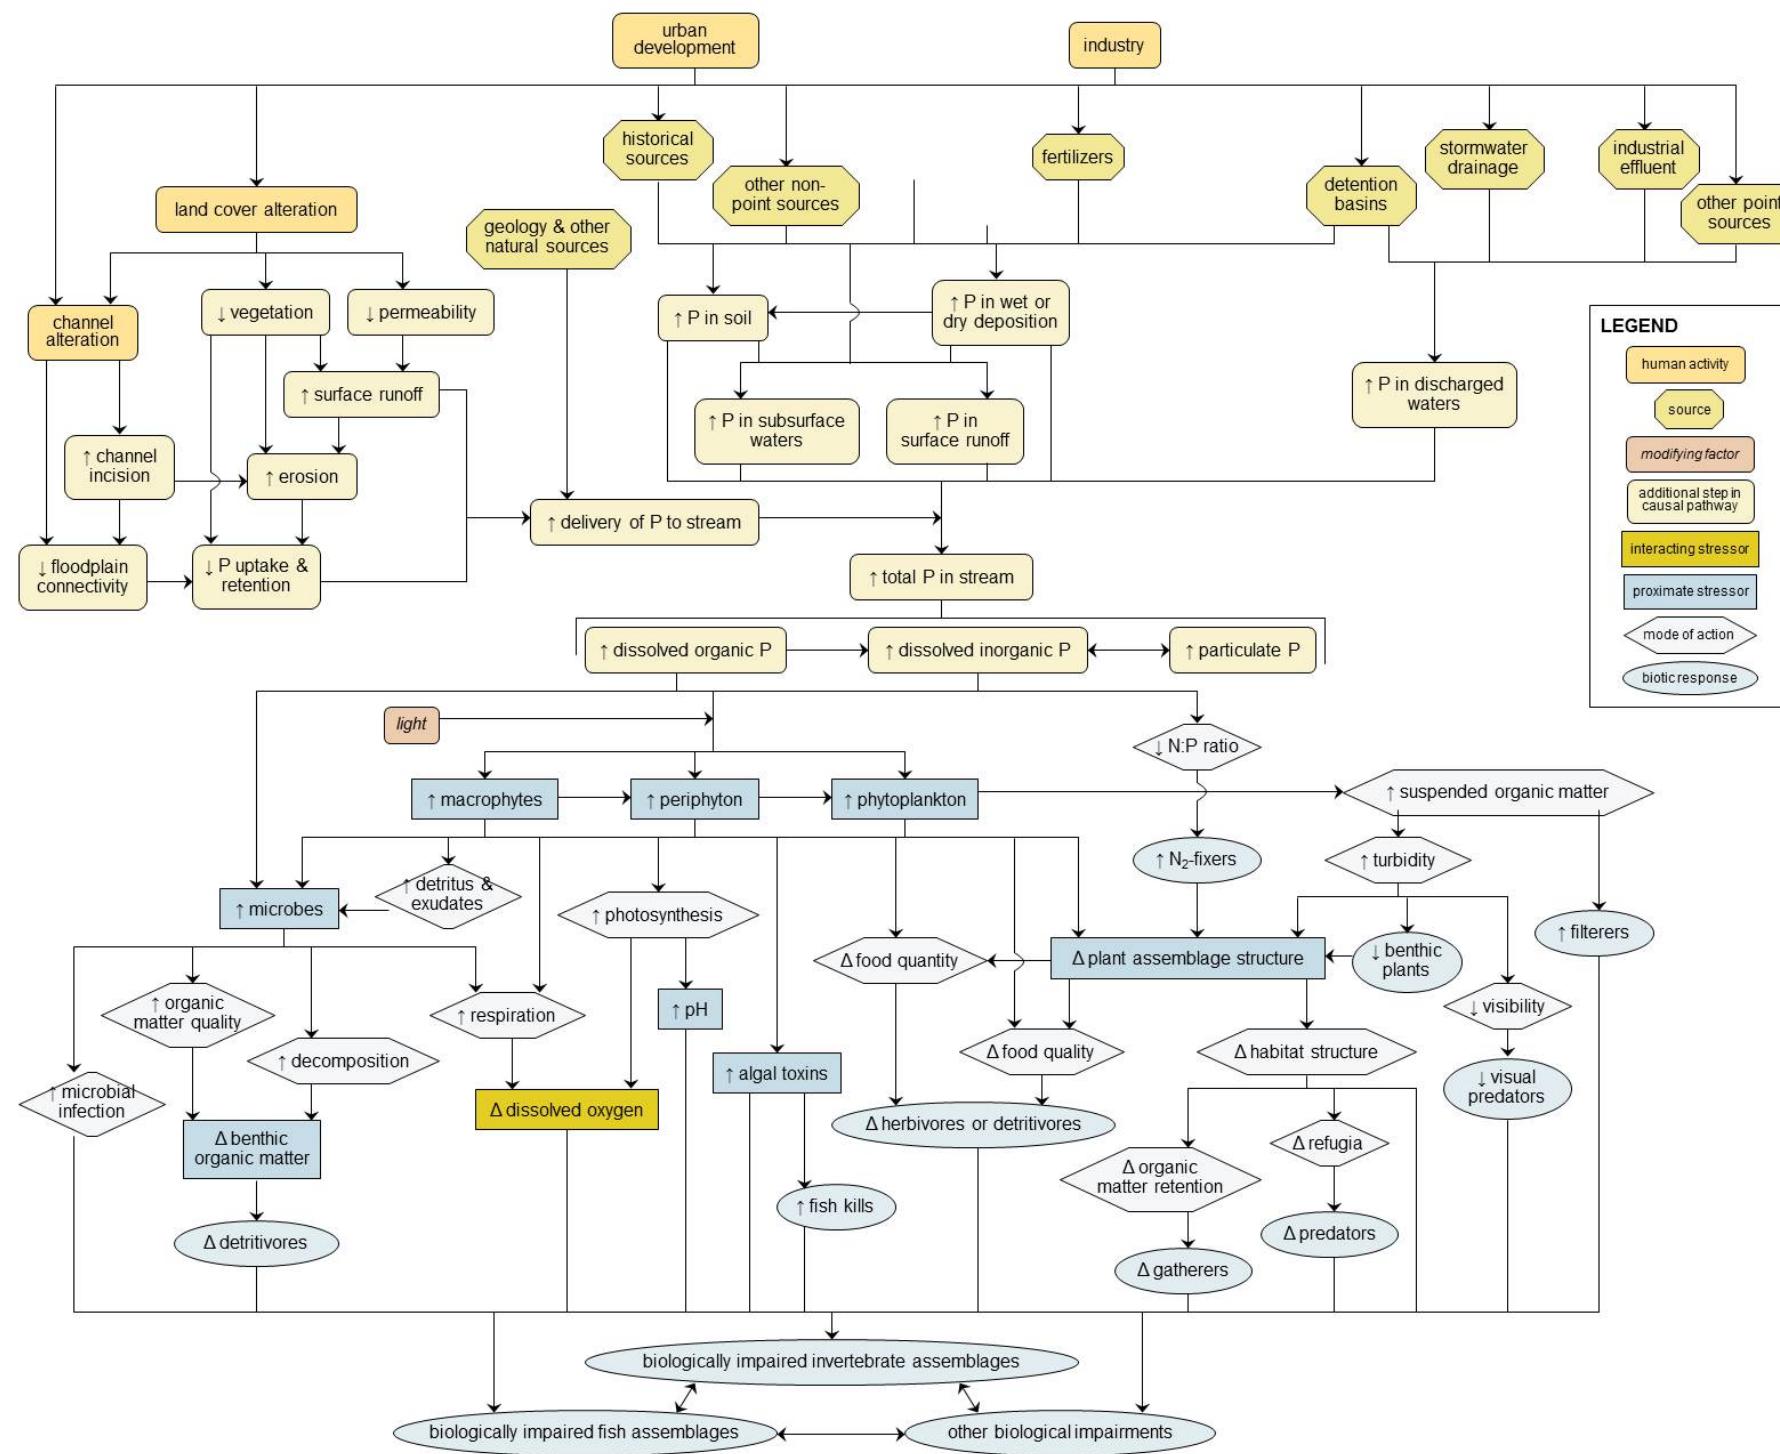 urban
development
industry
historical
sources
other non-
point sources
fertilizers
detention
basins
stormwater
drainage
industrial
effluent
other point
sources
land cover alteration
geology & other
natural sources
channel
alteration
↓ vegetation
↓ permeability
↑ P in soil
↑ P in wet or
dry deposition
↑ surface runoff
↑ P in subsurface
waters
↑ P in
surface runoff
↑ P in discharged
waters
↑ channel
incision
↑ erosion
↑ delivery of P to stream
↓ floodplain
connectivity
↓ P uptake &
retention
↑ total P in stream
LEGEND
human activity
source
modifying factor
additional step in
causal pathway
interacting stressor
proximate stressor
mode of action
biotic response
↑ dissolved organic P
↑ dissolved inorganic P
↑ particulate P
light
↓ N:P ratio
↑ macrophytes
↑ periphyton
↑ phytoplankton
↑ suspended organic matter
↑ N₂-fixers
↑ turbidity
↑ detritus &
exudates
↑ microbes
↑ photosynthesis
↑ filterers
Δ food quantity
Δ plant assemblage structure
↓ benthic
plants
↑ organic
matter quality
↑ respiration
↑ pH
↓ visibility
↑ decomposition
Δ food quality
Δ habitat structure
↑ algal toxins
↓ visual
predators
↑ microbial
infection
Δ dissolved oxygen
Δ herbivores or detritivores
Δ refugia
Δ benthic
organic matter
Δ organic
matter retention
↑ fish kills
Δ detritivores
Δ predators
Δ gatherers
biologically impaired invertebrate assemblages
biologically impaired fish assemblages
other biological impairments